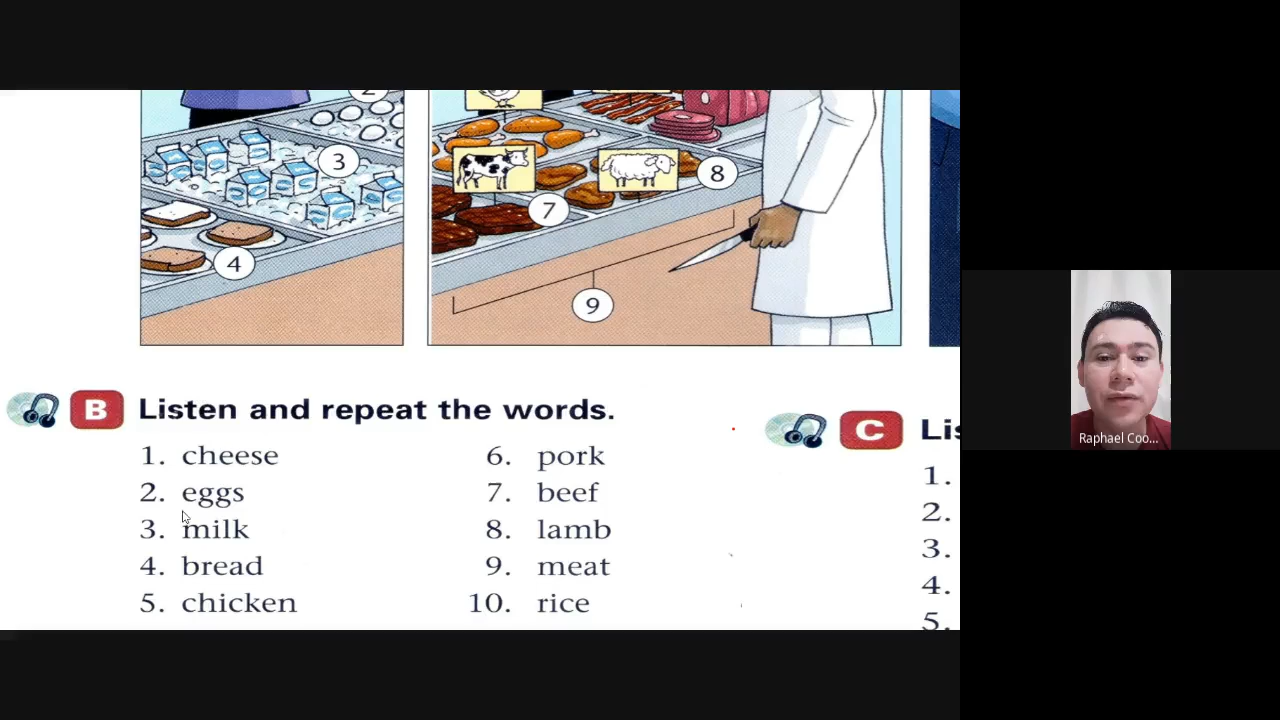 2
3
8
7
4
9
B Listen and repeat the words.
1. cheese
2. eggs
3. milk
4. bread
5. chicken
6. pork
7. beef
8. lamb
9. meat
10. rice
C Lis
1.
2.
3.
4.
5.
Raphael Coo...